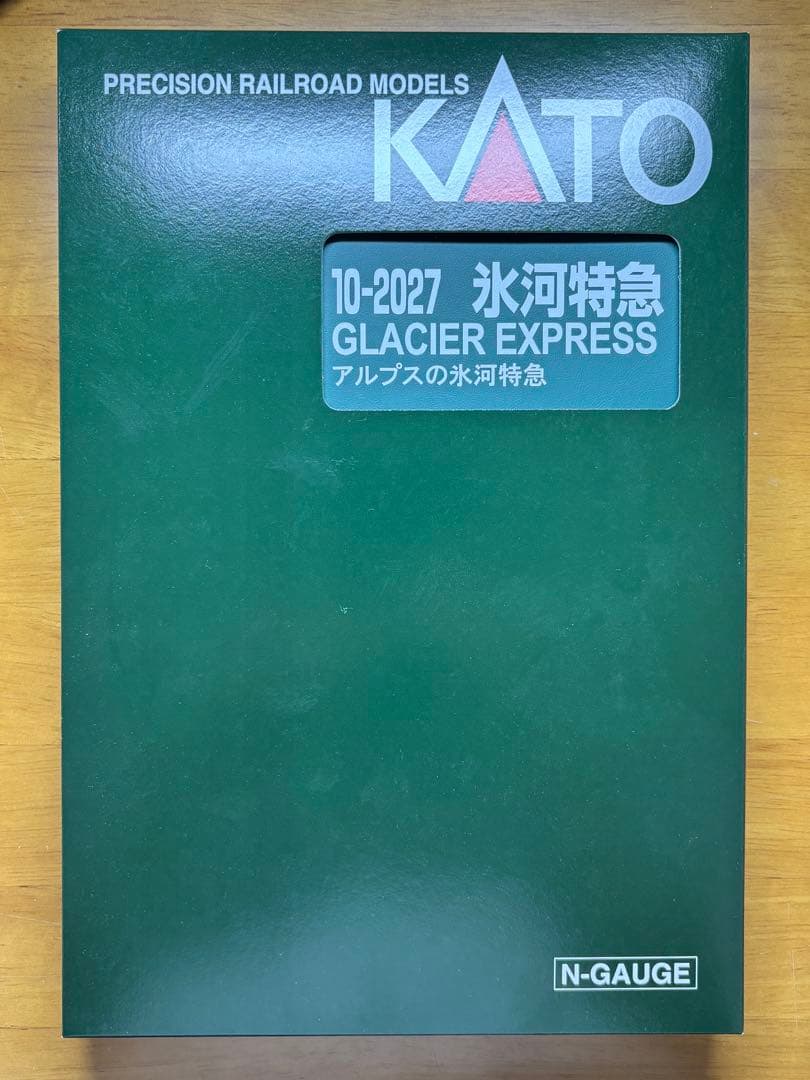 PRECISION RAILROAD MODELS
KATO
10-2027 氷河特急
GLACIER EXPRESS
アルプスの氷河特急
N-GAUGE